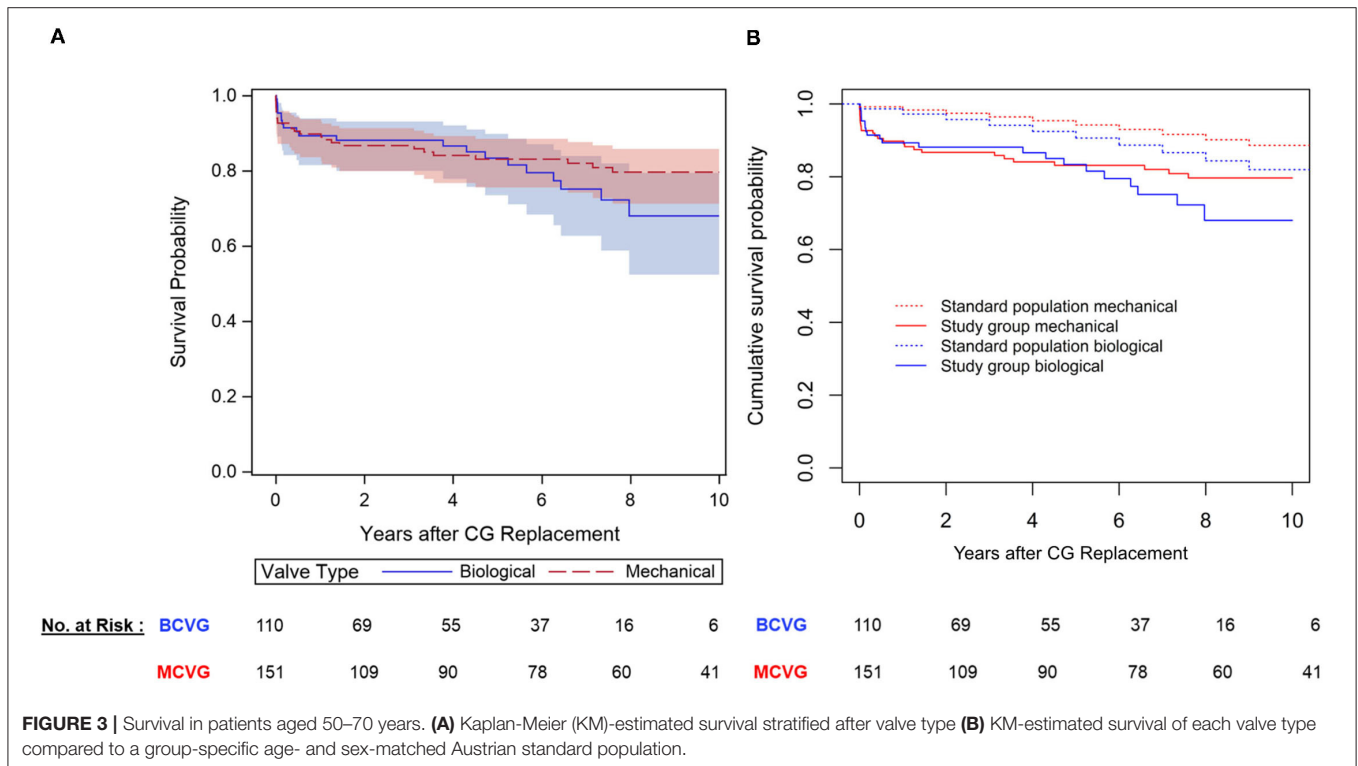 A
B
Survival Probability
1.0
0.8
0.6
0.4
0.2
0.0
0 2 4 6 8 10
Years after CG Replacement
Valve Type Biological Mechanical
Cumulative survival probability
1.0
0.8
0.6
0.4
0.2
0.0
Standard population mechanical
Study group mechanical
Standard population biological
Study group biological
0 2 4 6 8 10
Years after CG Replacement
No. at Risk : BCVG 110 69 55 37 16 6 BCVG 110 69 55 37 16 6
MCVG 151 109 90 78 60 41 MCVG 151 109 90 78 60 41
FIGURE 3 | Survival in patients aged 50–70 years. (A) Kaplan-Meier (KM)-estimated survival stratified after valve type (B) KM-estimated survival of each valve type
compared to a group-specific age- and sex-matched Austrian standard population.